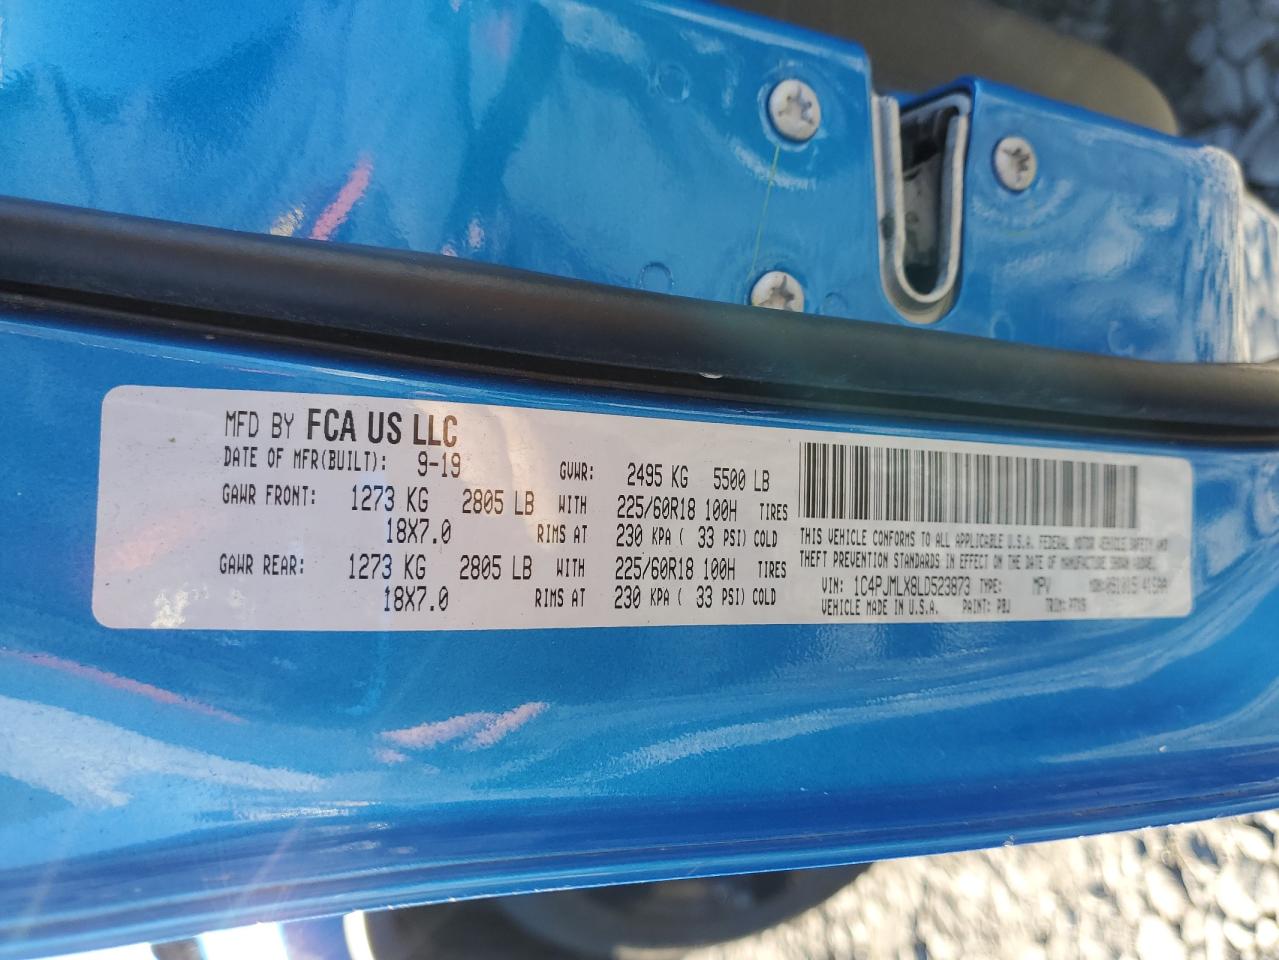 MFD BY FCA US LLC
DATE OF MFR(BUILT): 9-19 GVWR: 2495 KG 5500 LB
GAWR FRONT: 1273 KG 2805 LB WITH 225/60R18 100H TIRES
18X7.0 RIMS AT 230 KPA ( 33 PSI) COLD
GAWR REAR: 1273 KG 2805 LB WITH 225/60R18 100H TIRES
18X7.0 RIMS AT 230 KPA ( 33 PSI) COLD
THIS VEHICLE CONFORMS TO ALL APPLICABLE U.S.A. FEDERAL MOTOR VEHICLE SAFETY AND
THEFT PREVENTION STANDARDS IN EFFECT ON THE DATE OF MANUFACTURE SHOWN ABOVE.
VIN: 1C4PJMLX8LD523873 TYPE: MPV MDH:
VEHICLE MADE IN U.S.A. PAINT: PBJ TRIM: